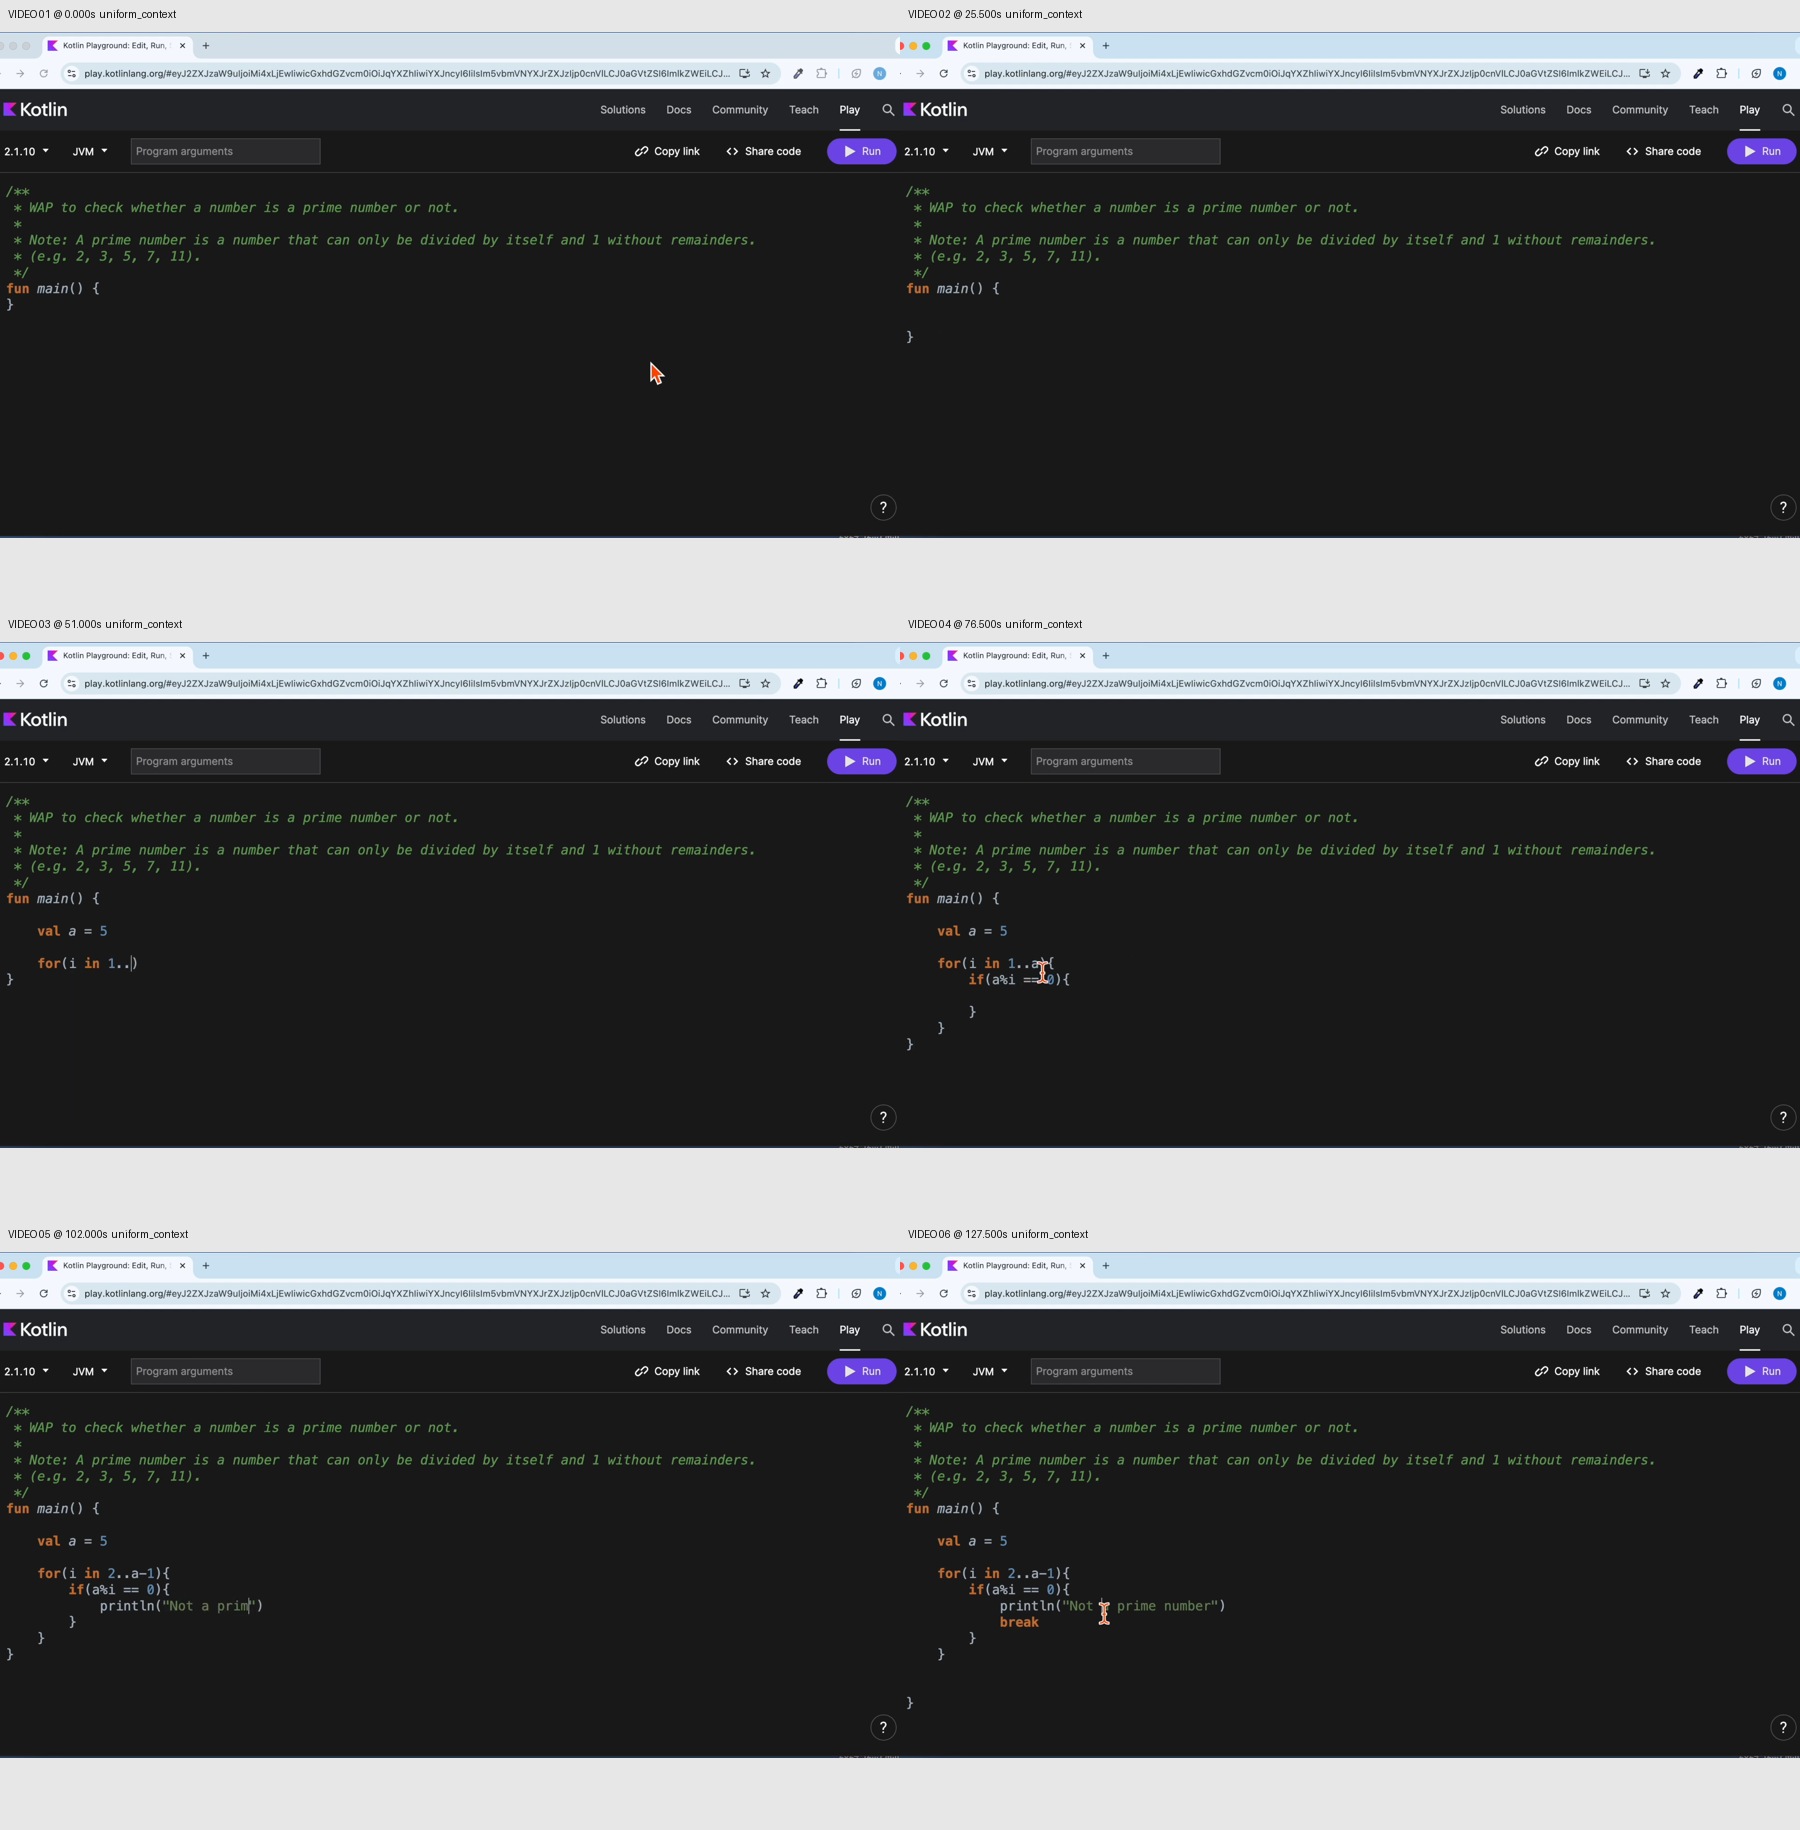 VIDEO 01 @ 0.000s uniform_context
Kotlin Playground: Edit, Run,
Kotlin
Solutions Docs Community Teach Play
2.1.10 JVM Program arguments Copy link <> Share code Run
/**
* WAP to check whether a number is a prime number or not.
*
* Note: A prime number is a number that can only be divided by itself and 1 without remainders.
* (e.g. 2, 3, 5, 7, 11).
*/
fun main() {
}
?
VIDEO 02 @ 25.500s uniform_context
Kotlin Playground: Edit, Run,
Kotlin
Solutions Docs Community Teach Play
2.1.10 JVM Program arguments Copy link <> Share code Run
/**
* WAP to check whether a number is a prime number or not.
*
* Note: A prime number is a number that can only be divided by itself and 1 without remainders.
* (e.g. 2, 3, 5, 7, 11).
*/
fun main() {
}
?
VIDEO 03 @ 51.000s uniform_context
Kotlin Playground: Edit, Run,
Kotlin
Solutions Docs Community Teach Play
2.1.10 JVM Program arguments Copy link <> Share code Run
/**
* WAP to check whether a number is a prime number or not.
*
* Note: A prime number is a number that can only be divided by itself and 1 without remainders.
* (e.g. 2, 3, 5, 7, 11).
*/
fun main() {
val a = 5
for(i in 1..)
}
?
VIDEO 04 @ 76.500s uniform_context
Kotlin Playground: Edit, Run,
Kotlin
Solutions Docs Community Teach Play
2.1.10 JVM Program arguments Copy link <> Share code Run
/**
* WAP to check whether a number is a prime number or not.
*
* Note: A prime number is a number that can only be divided by itself and 1 without remainders.
* (e.g. 2, 3, 5, 7, 11).
*/
fun main() {
val a = 5
for(i in 1..a){
if(a%i == 0){
}
}
}
?
VIDEO 05 @ 102.000s uniform_context
Kotlin Playground: Edit, Run,
Kotlin
Solutions Docs Community Teach Play
2.1.10 JVM Program arguments Copy link <> Share code Run
/**
* WAP to check whether a number is a prime number or not.
*
* Note: A prime number is a number that can only be divided by itself and 1 without remainders.
* (e.g. 2, 3, 5, 7, 11).
*/
fun main() {
val a = 5
for(i in 2..a-1){
if(a%i == 0){
println("Not a prim")
}
}
}
?
VIDEO 06 @ 127.500s uniform_context
Kotlin Playground: Edit, Run,
Kotlin
Solutions Docs Community Teach Play
2.1.10 JVM Program arguments Copy link <> Share code Run
/**
* WAP to check whether a number is a prime number or not.
*
* Note: A prime number is a number that can only be divided by itself and 1 without remainders.
* (e.g. 2, 3, 5, 7, 11).
*/
fun main() {
val a = 5
for(i in 2..a-1){
if(a%i == 0){
println("Not prime number")
break
}
}
}
?